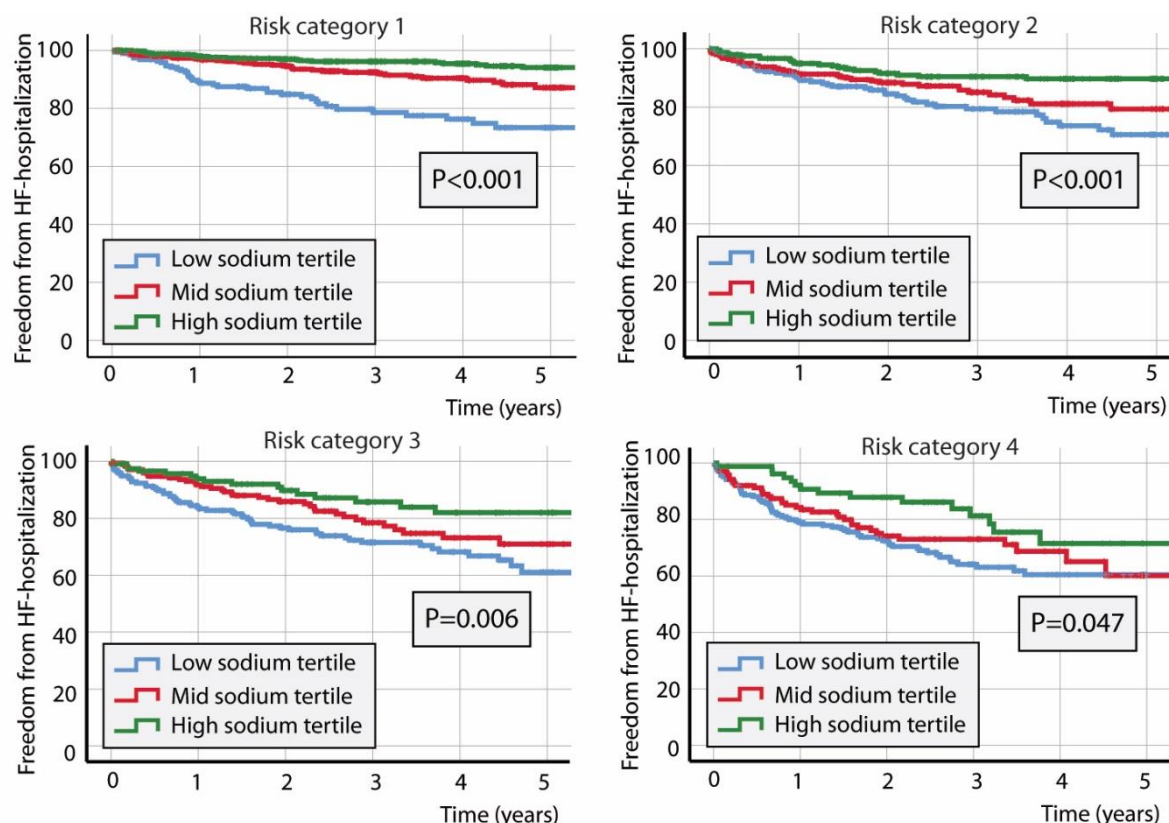 Risk category 1
Freedom from HF-hospitalization
100
80
60
40
20
0
P<0.001
Low sodium tertile
Mid sodium tertile
High sodium tertile
0 1 2 3 4 5
Time (years)
Risk category 2
Freedom from HF-hospitalization
100
80
60
40
20
0
P<0.001
Low sodium tertile
Mid sodium tertile
High sodium tertile
0 1 2 3 4 5
Time (years)
Risk category 3
Freedom from HF-hospitalization
100
80
60
40
20
0
P=0.006
Low sodium tertile
Mid sodium tertile
High sodium tertile
0 1 2 3 4 5
Time (years)
Risk category 4
Freedom from HF-hospitalization
100
80
60
40
20
0
P=0.047
Low sodium tertile
Mid sodium tertile
High sodium tertile
0 1 2 3 4 5
Time (years)